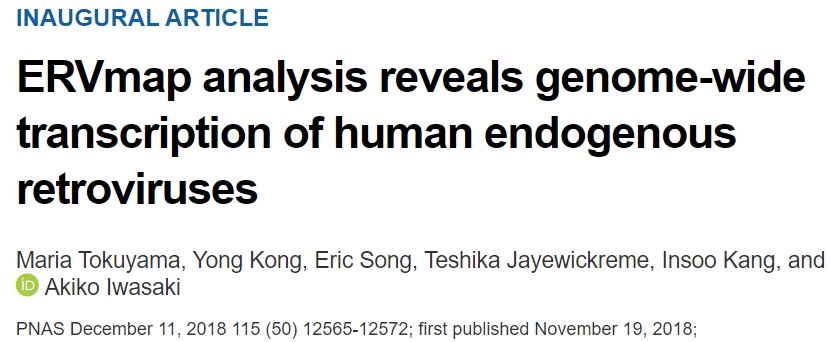 INAUGURAL ARTICLE
ERVmap analysis reveals genome-wide
transcription of human endogenous
retroviruses
Maria Tokuyama, Yong Kong, Eric Song, Teshika Jayewickreme, Insoo Kang, and
iD Akiko Iwasaki
PNAS December 11, 2018 115 (50) 12565-12572; first published November 19, 2018;